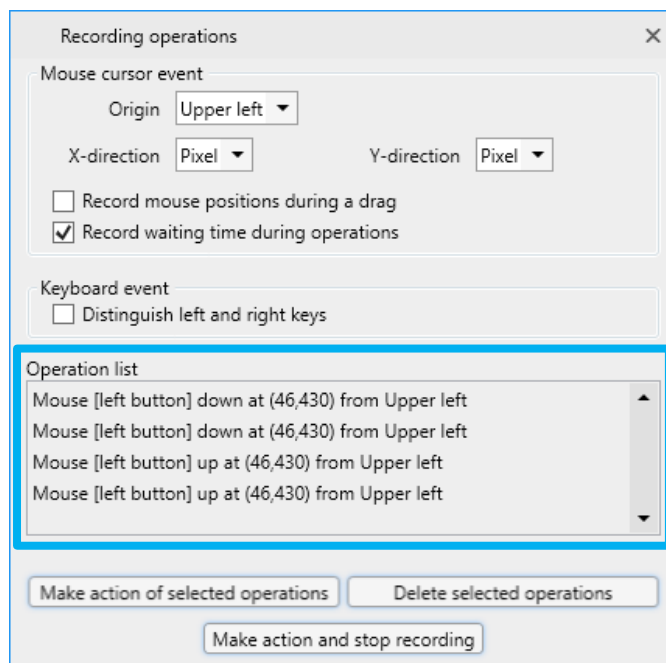 Recording operations
Mouse cursor event
Origin Upper left
X-direction Pixel Y-direction Pixel
Record mouse positions during a drag
Record waiting time during operations
Keyboard event
Distinguish left and right keys
Operation list
Mouse [left button] down at (46,430) from Upper left
Mouse [left button] down at (46,430) from Upper left
Mouse [left button] up at (46,430) from Upper left
Mouse [left button] up at (46,430) from Upper left
Make action of selected operations Delete selected operations
Make action and stop recording